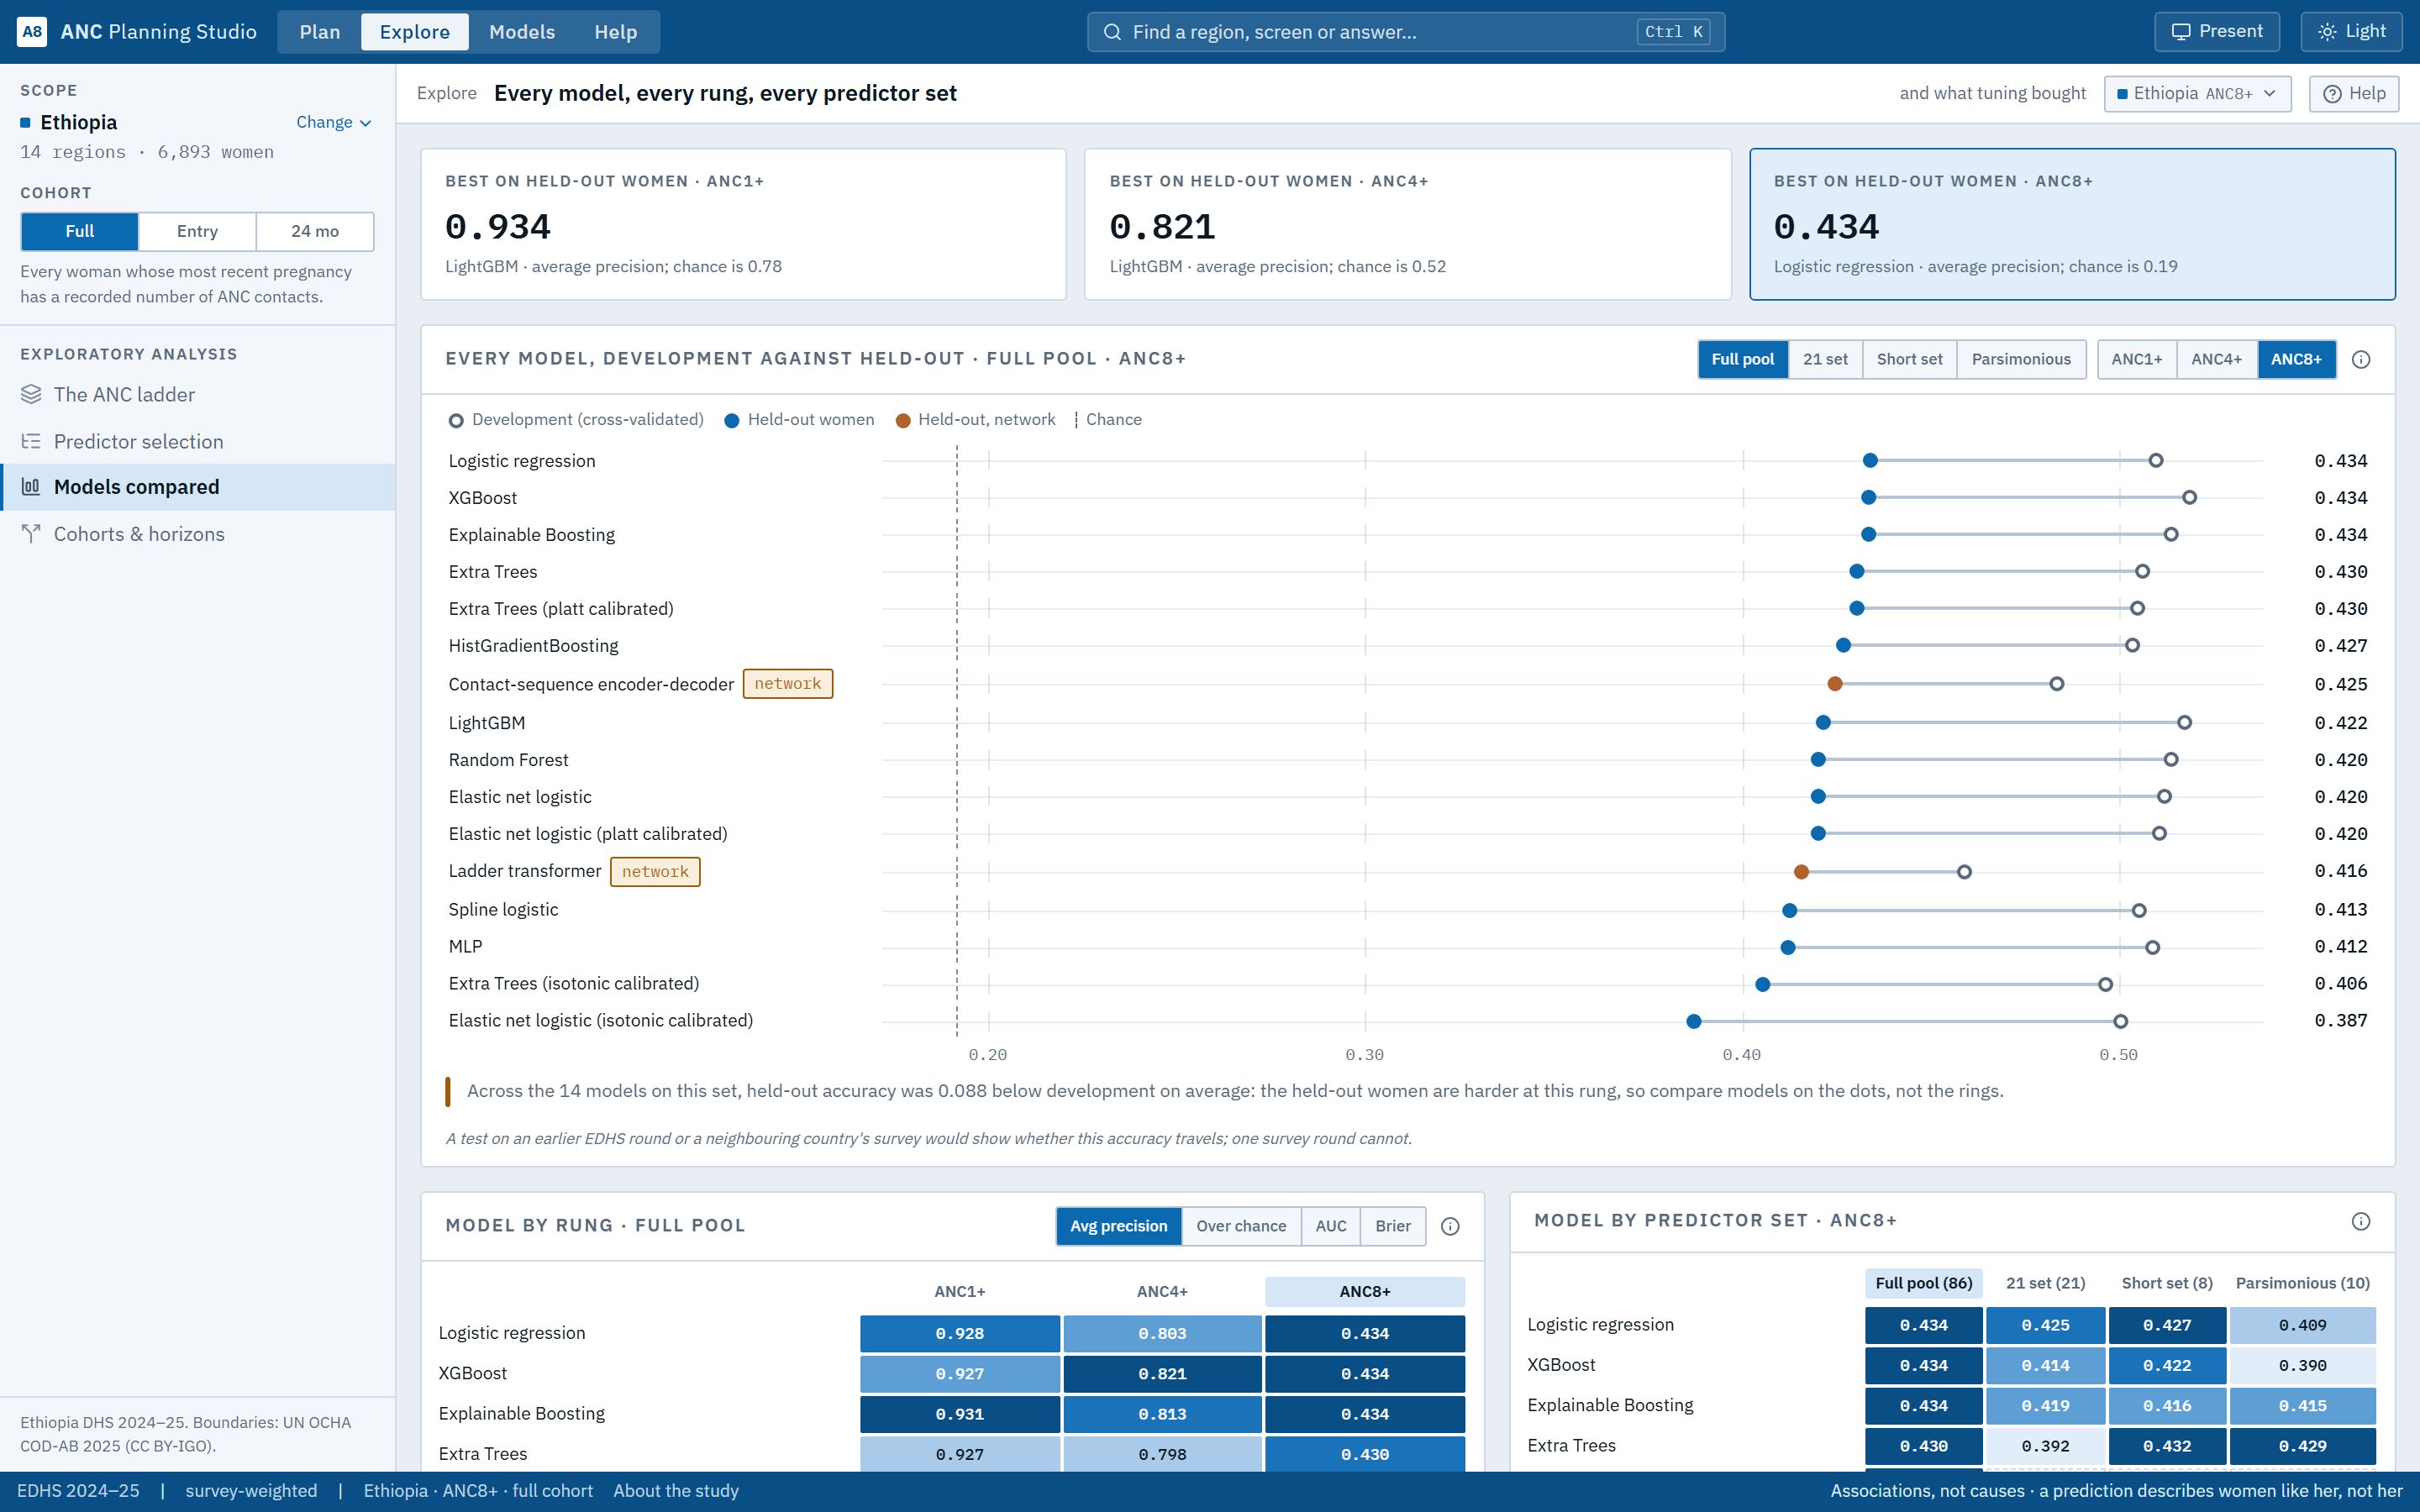 A8 ANC Planning Studio Plan Explore Models Help Find a region, screen or answer... Ctrl K Present Light
SCOPE
Ethiopia Change
14 regions · 6,893 women
COHORT
Full Entry 24 mo
Every woman whose most recent pregnancy
has a recorded number of ANC contacts.
EXPLORATORY ANALYSIS
The ANC ladder
Predictor selection
Models compared
Cohorts & horizons
Ethiopia DHS 2024–25. Boundaries: UN OCHA
COD-AB 2025 (CC BY-IGO).
Explore Every model, every rung, every predictor set and what tuning bought Ethiopia ANC8+ Help
BEST ON HELD-OUT WOMEN · ANC1+
0.934
LightGBM · average precision; chance is 0.78
BEST ON HELD-OUT WOMEN · ANC4+
0.821
LightGBM · average precision; chance is 0.52
BEST ON HELD-OUT WOMEN · ANC8+
0.434
Logistic regression · average precision; chance is 0.19
EVERY MODEL, DEVELOPMENT AGAINST HELD-OUT · FULL POOL · ANC8+ Full pool 21 set Short set Parsimonious ANC1+ ANC4+ ANC8+
Development (cross-validated) Held-out women Held-out, network Chance
Logistic regression 0.434
XGBoost 0.434
Explainable Boosting 0.434
Extra Trees 0.430
Extra Trees (platt calibrated) 0.430
HistGradientBoosting 0.427
Contact-sequence encoder-decoder network 0.425
LightGBM 0.422
Random Forest 0.420
Elastic net logistic 0.420
Elastic net logistic (platt calibrated) 0.420
Ladder transformer network 0.416
Spline logistic 0.413
MLP 0.412
Extra Trees (isotonic calibrated) 0.406
Elastic net logistic (isotonic calibrated) 0.387
0.20 0.30 0.40 0.50
Across the 14 models on this set, held-out accuracy was 0.088 below development on average: the held-out women are harder at this rung, so compare models on the dots, not the rings.
A test on an earlier EDHS round or a neighbouring country's survey would show whether this accuracy travels; one survey round cannot.
MODEL BY RUNG · FULL POOL Avg precision Over chance AUC Brier
ANC1+ ANC4+ ANC8+
Logistic regression 0.928 0.803 0.434
XGBoost 0.927 0.821 0.434
Explainable Boosting 0.931 0.813 0.434
Extra Trees 0.927 0.798 0.430
MODEL BY PREDICTOR SET · ANC8+
Full pool (86) 21 set (21) Short set (8) Parsimonious (10)
Logistic regression 0.434 0.425 0.427 0.409
XGBoost 0.434 0.414 0.422 0.390
Explainable Boosting 0.434 0.419 0.416 0.415
Extra Trees 0.430 0.392 0.432 0.429
EDHS 2024–25 | survey-weighted | Ethiopia · ANC8+ · full cohort About the study Associations, not causes · a prediction describes women like her, not her